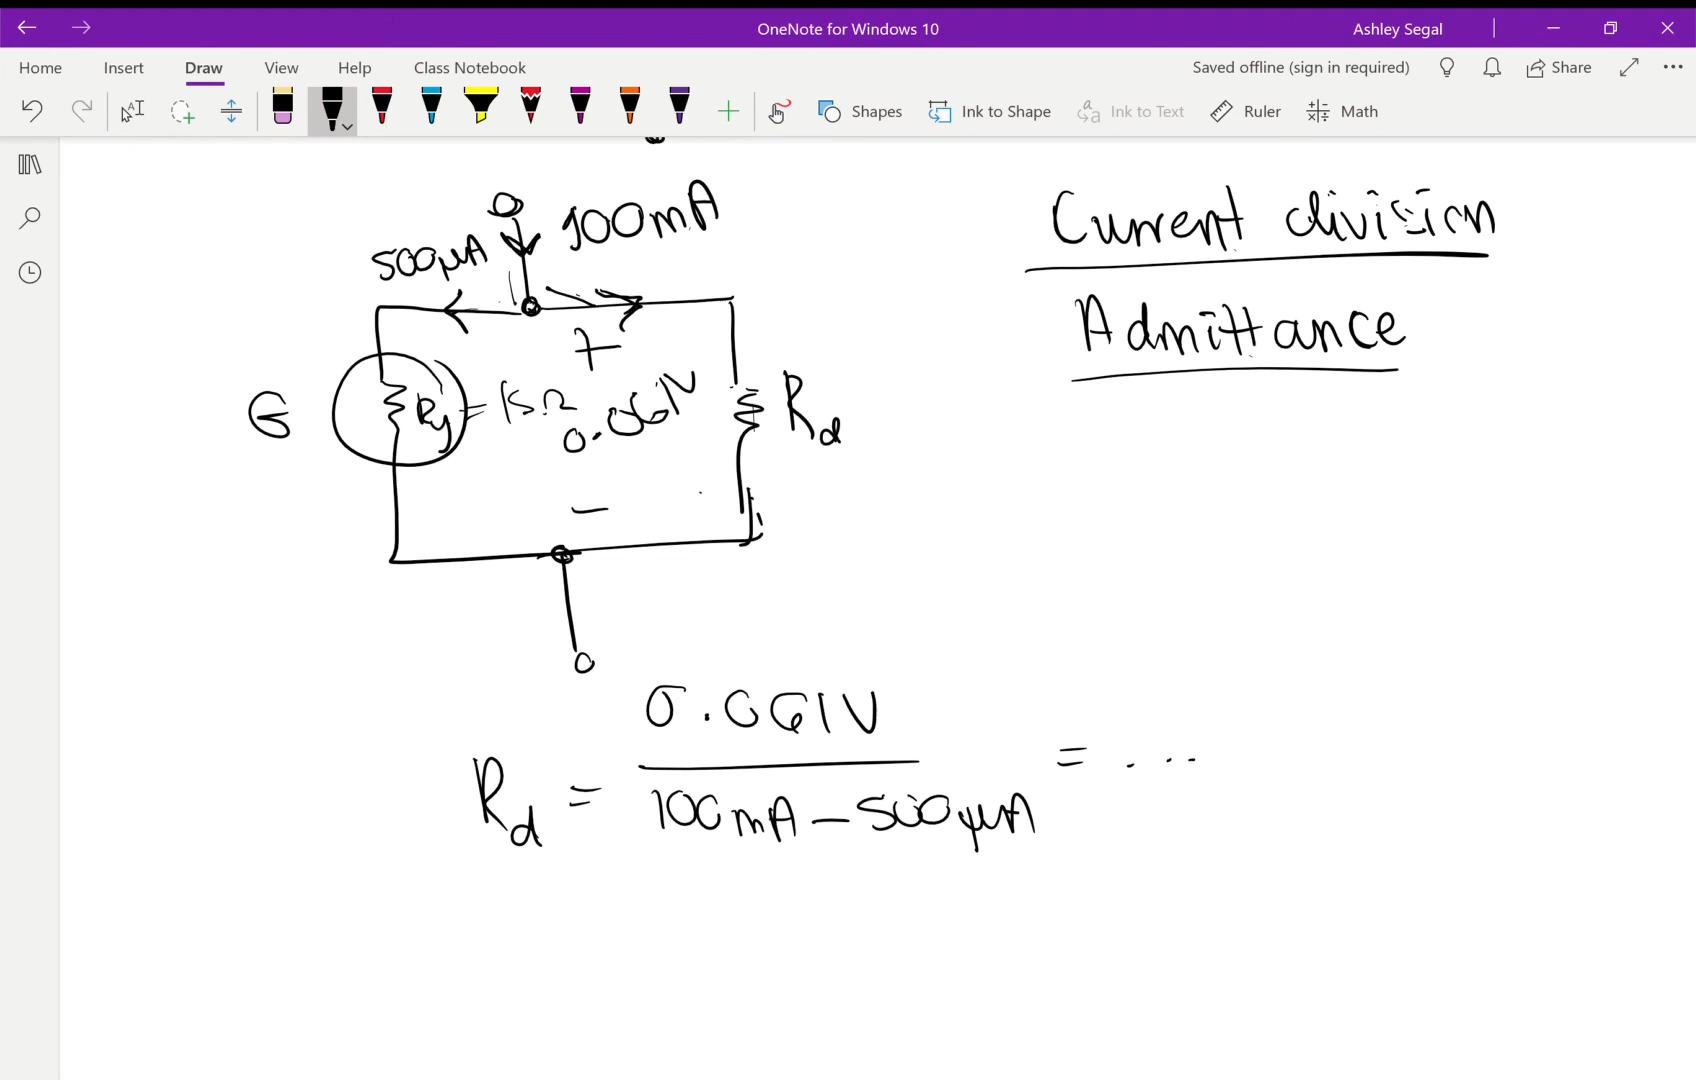 OneNote for Windows 10
Ashley Segal
Home Insert Draw View Help Class Notebook
Saved offline (sign in required) Share
Shapes Ink to Shape Ink to Text Ruler Math
100mA
500µA
Current division
Admittance
+
G Rg = 15Ω
0.061V
Rd
−
0.061V
Rd = ―――――― = ....
100mA − 500µA